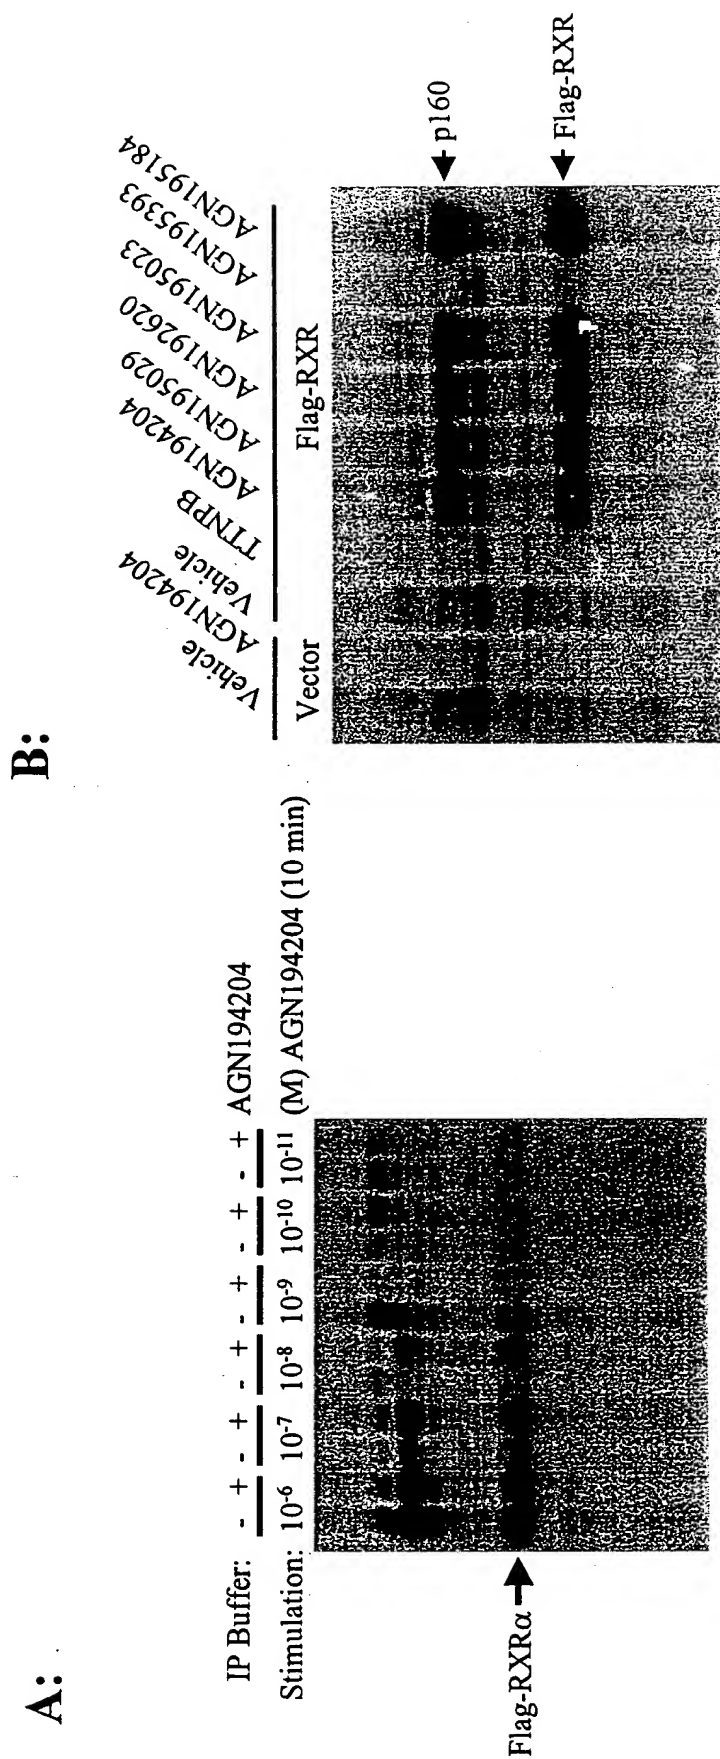 A:
IP Buffer: - + - + - + - + - + - + AGN194204
Stimulation: 10-6 10-7 10-8 10-9 10-10 10-11 (M) AGN194204 (10 min)
Flag-RXRα
B:
Vehicle AGN194204 Vehicle TTNPB AGN194204 AGN195029 AGN192620 AGN195023 AGN195393 AGN195184
Vector Flag-RXR
p160
Flag-RXR